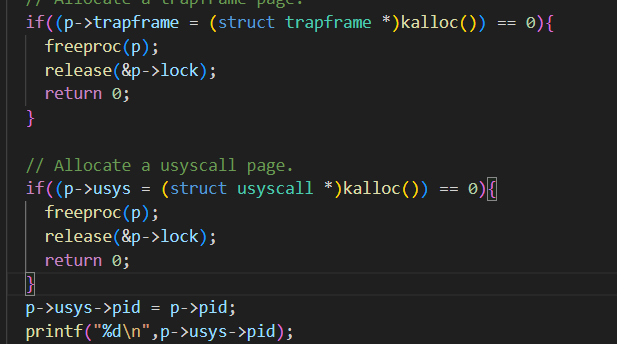 // Allocate a trapframe page.
if((p->trapframe = (struct trapframe *)kalloc()) == 0){
freeproc(p);
release(&p->lock);
return 0;
}
// Allocate a usyscall page.
if((p->usys = (struct usyscall *)kalloc()) == 0){
freeproc(p);
release(&p->lock);
return 0;
}
p->usys->pid = p->pid;
printf("%d\n",p->usys->pid);